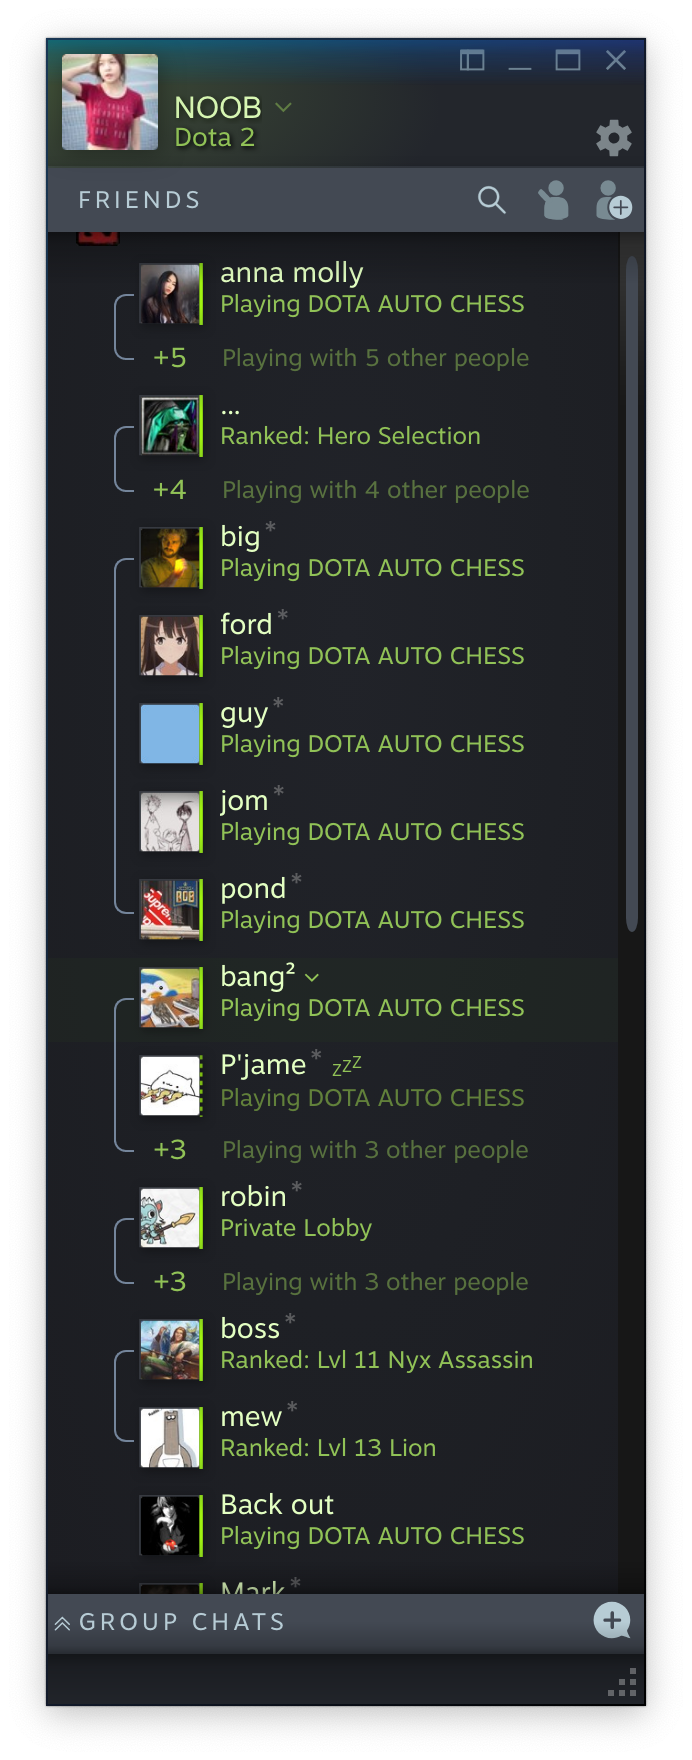 NOOB
Dota 2
FRIENDS
anna molly
Playing DOTA AUTO CHESS
+5 Playing with 5 other people
...
Ranked: Hero Selection
+4 Playing with 4 other people
big *
Playing DOTA AUTO CHESS
ford *
Playing DOTA AUTO CHESS
guy *
Playing DOTA AUTO CHESS
jom *
Playing DOTA AUTO CHESS
pond *
Playing DOTA AUTO CHESS
bang²
Playing DOTA AUTO CHESS
P'jame * zzz
Playing DOTA AUTO CHESS
+3 Playing with 3 other people
robin *
Private Lobby
+3 Playing with 3 other people
boss *
Ranked: Lvl 11 Nyx Assassin
mew *
Ranked: Lvl 13 Lion
Back out
Playing DOTA AUTO CHESS
Mark *
GROUP CHATS